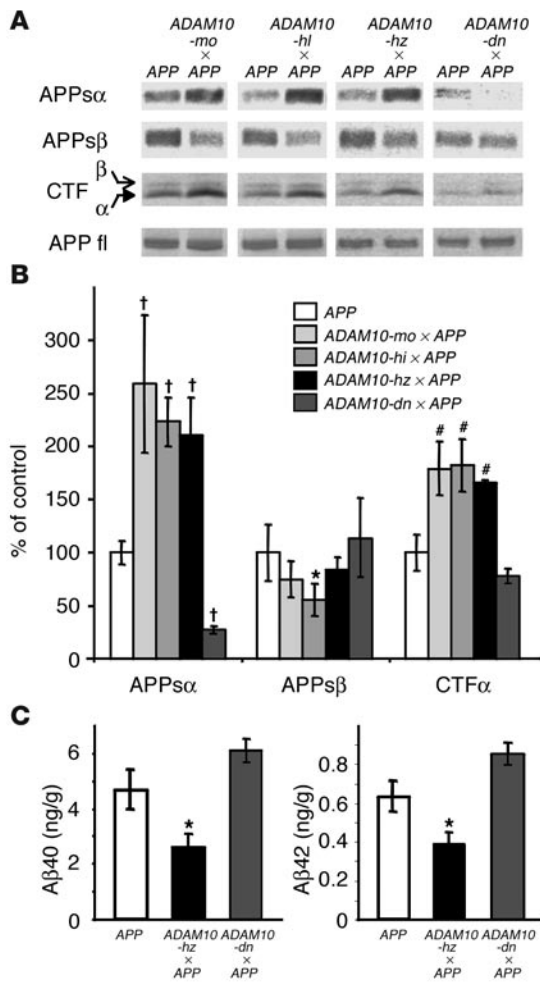 A
ADAM10 ADAM10 ADAM10 ADAM10
-mo -hl -hz -dn
× × × ×
APP APP APP APP APP APP APP APP
APPsα
APPsβ
β
CTF
α
APP fl
B
% of control
300
250
200
150
100
50
0
† † † † * # # #
APP
ADAM10-mo × APP
ADAM10-hi × APP
ADAM10-hz × APP
ADAM10-dn × APP
APPsα APPsβ CTFα
C
Aβ40 (ng/g)
6
4
2
0
*
APP ADAM10 ADAM10
-hz -dn
× ×
APP APP
Aβ42 (ng/g)
0.8
0.6
0.4
0.2
0
*
APP ADAM10 ADAM10
-hz -dn
× ×
APP APP